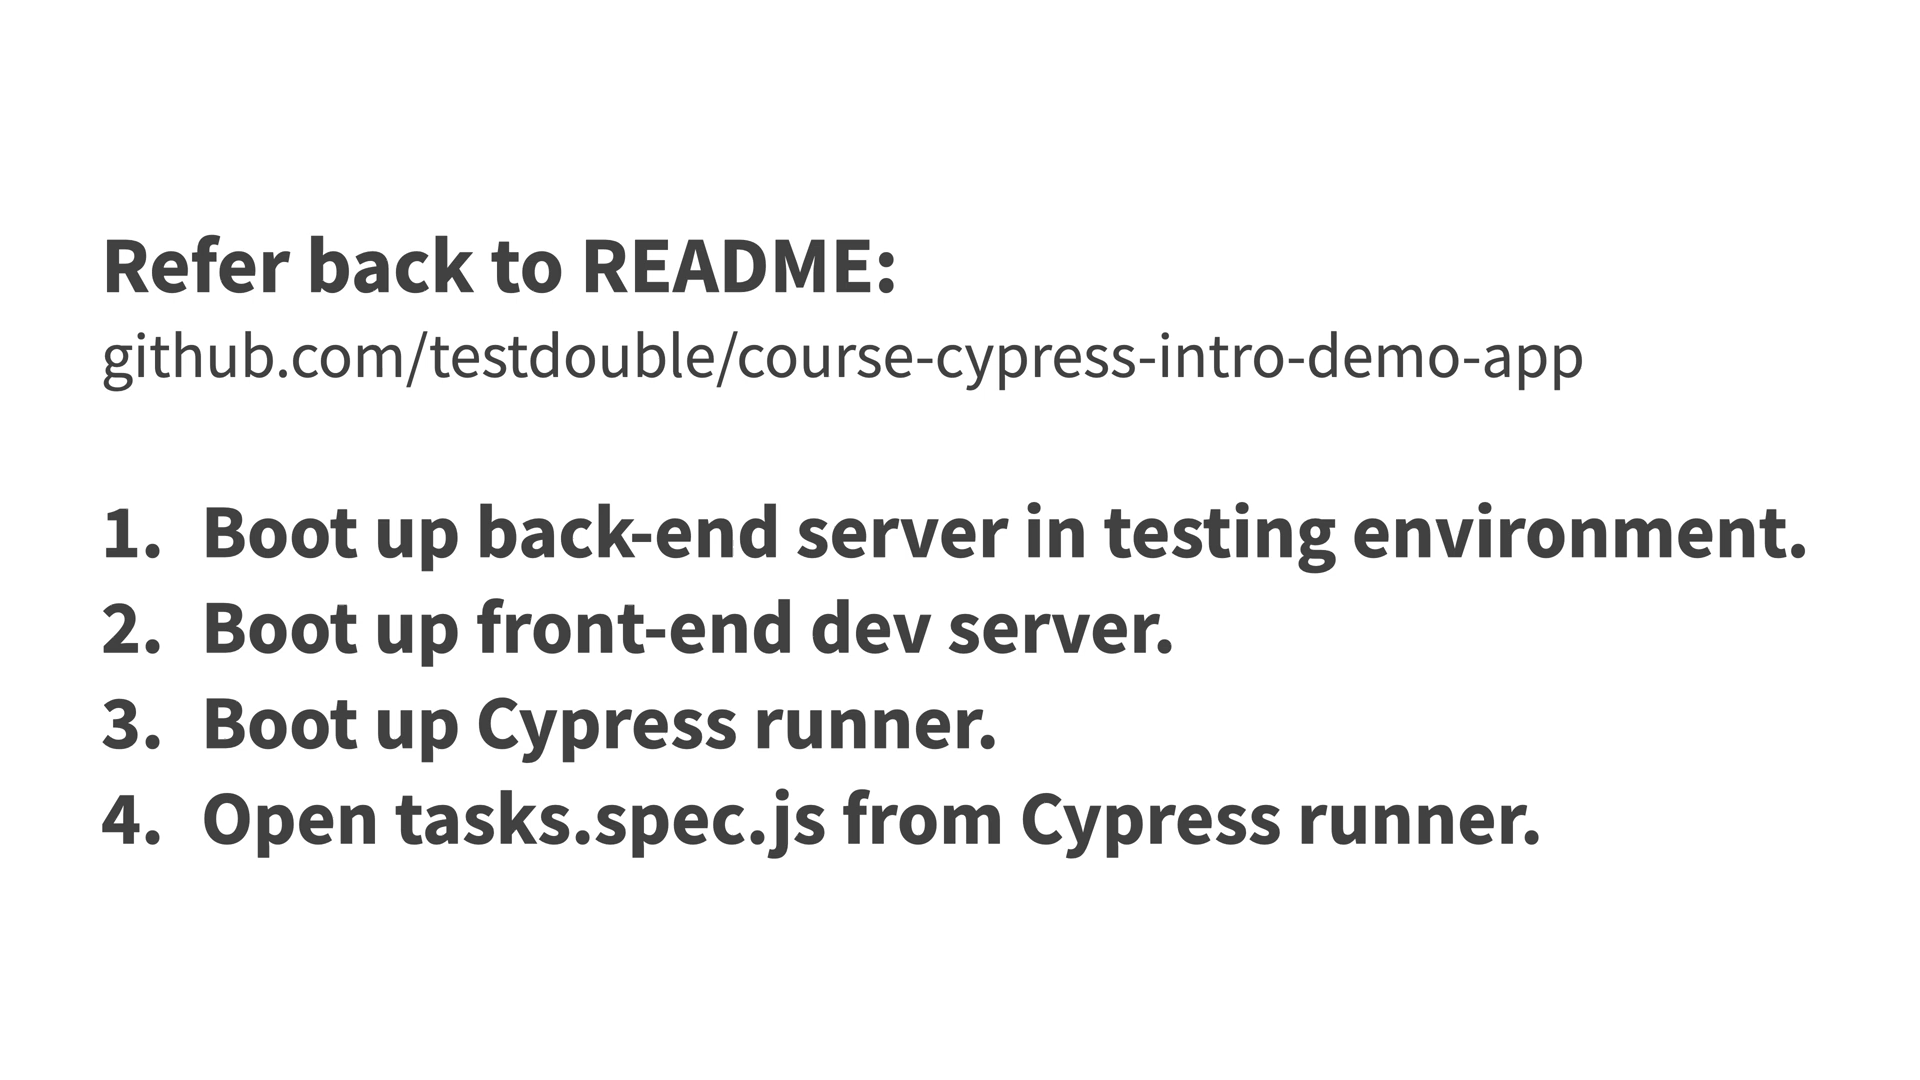 Refer back to README:
github.com/testdouble/course-cypress-intro-demo-app
1. Boot up back-end server in testing environment.
2. Boot up front-end dev server.
3. Boot up Cypress runner.
4. Open tasks.spec.js from Cypress runner.